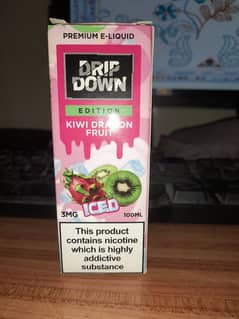 PREMIUM E-LIQUID
DRIP
DOWN
EDITION
KIWI DRAGON
FRUIT
ICED
3MG
100ML
This product
contains nicotine
which is highly
addictive
substance